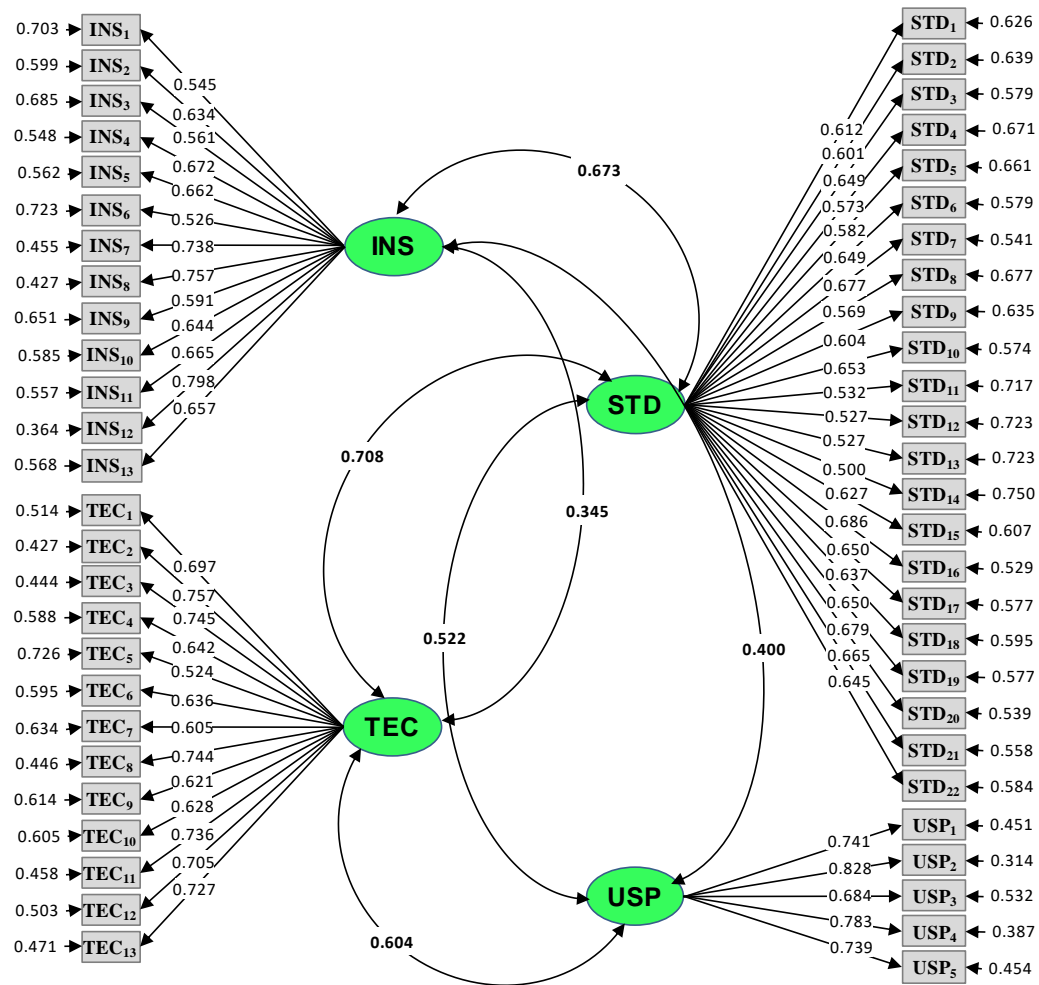 0.703 INS₁
0.599 INS₂
0.685 INS₃
0.548 INS₄
0.562 INS₅
0.723 INS₆
0.455 INS₇
0.427 INS₈
0.651 INS₉
0.585 INS₁₀
0.557 INS₁₁
0.364 INS₁₂
0.568 INS₁₃
0.545
0.634
0.561
0.672
0.662
0.526
0.738
0.757
0.591
0.644
0.665
0.798
0.657
INS
0.514 TEC₁
0.427 TEC₂
0.444 TEC₃
0.588 TEC₄
0.726 TEC₅
0.595 TEC₆
0.634 TEC₇
0.446 TEC₈
0.614 TEC₉
0.605 TEC₁₀
0.458 TEC₁₁
0.503 TEC₁₂
0.471 TEC₁₃
0.697
0.757
0.745
0.642
0.524
0.636
0.605
0.744
0.621
0.628
0.736
0.705
0.727
TEC
0.673
0.708
0.345
0.522
0.400
0.604
STD
0.612
0.601
0.649
0.573
0.582
0.649
0.677
0.569
0.604
0.653
0.532
0.527
0.527
0.500
0.627
0.686
0.650
0.637
0.650
0.679
0.665
0.645
STD₁ 0.626
STD₂ 0.639
STD₃ 0.579
STD₄ 0.671
STD₅ 0.661
STD₆ 0.579
STD₇ 0.541
STD₈ 0.677
STD₉ 0.635
STD₁₀ 0.574
STD₁₁ 0.717
STD₁₂ 0.723
STD₁₃ 0.723
STD₁₄ 0.750
STD₁₅ 0.607
STD₁₆ 0.529
STD₁₇ 0.577
STD₁₈ 0.595
STD₁₉ 0.577
STD₂₀ 0.539
STD₂₁ 0.558
STD₂₂ 0.584
USP
0.741
0.828
0.684
0.783
0.739
USP₁ 0.451
USP₂ 0.314
USP₃ 0.532
USP₄ 0.387
USP₅ 0.454